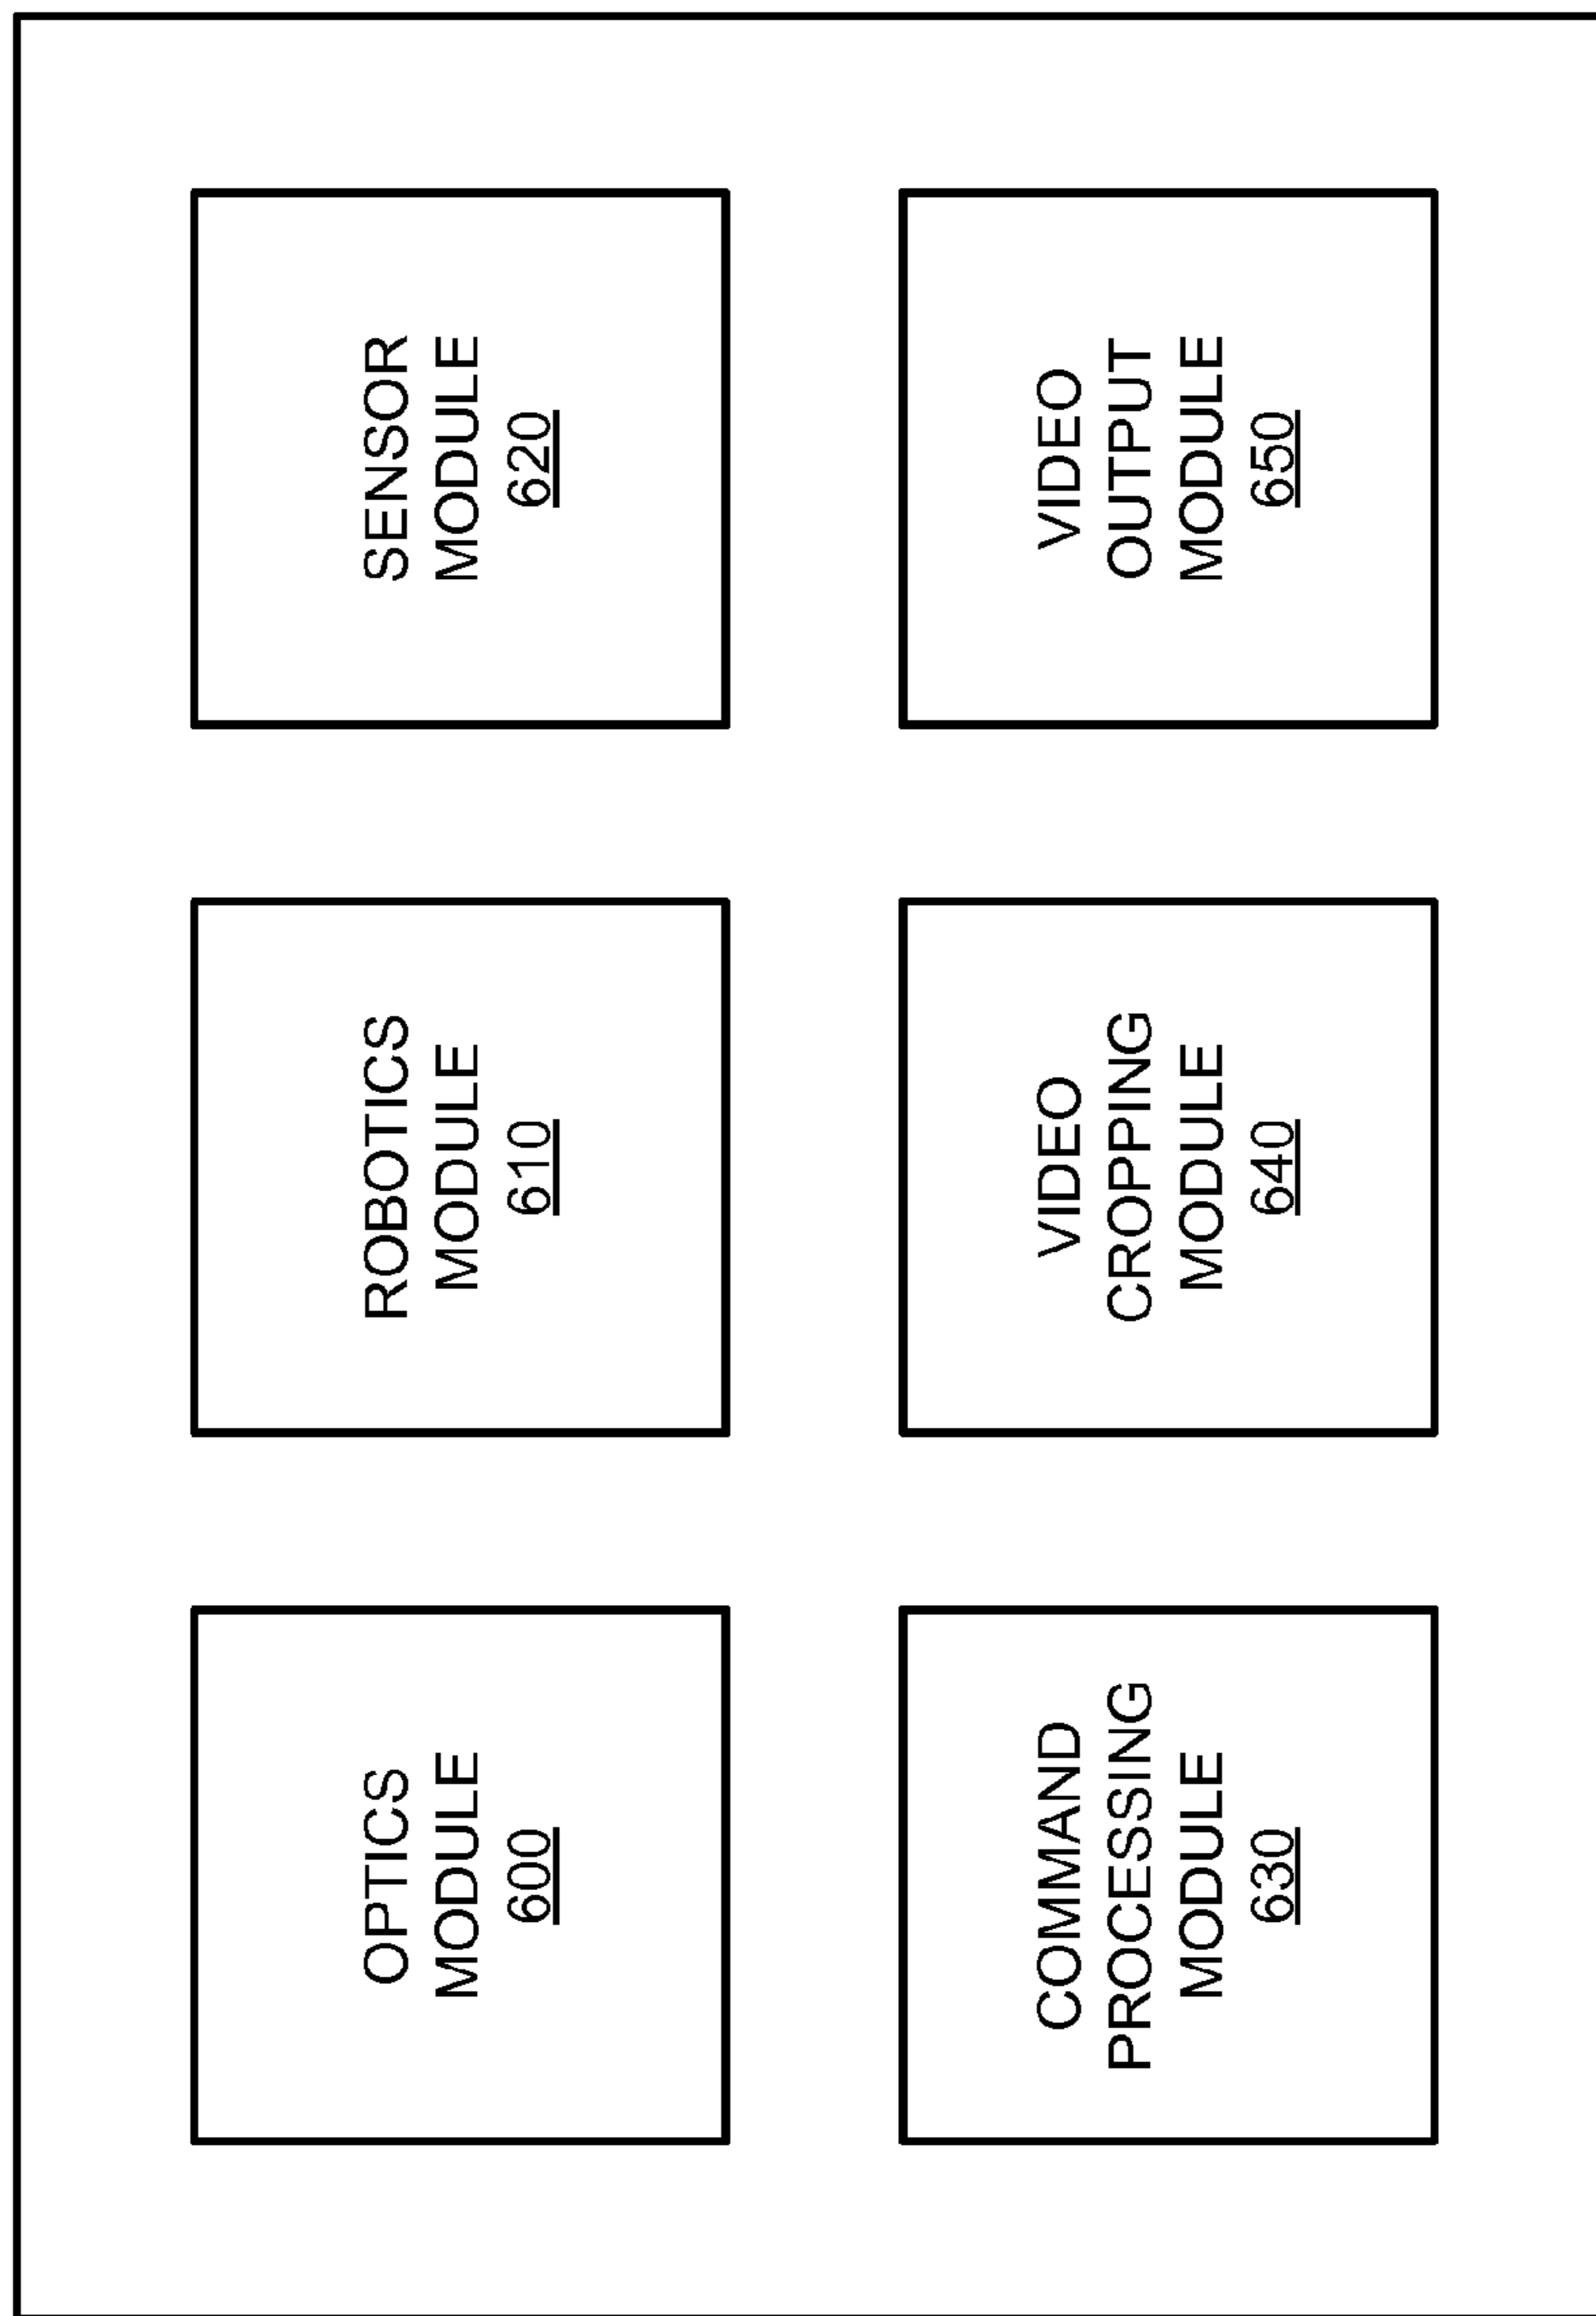 OPTICS
MODULE
600
ROBOTICS
MODULE
610
SENSOR
MODULE
620
COMMAND
PROCESSING
MODULE
630
VIDEO
CROPPING
MODULE
640
VIDEO
OUTPUT
MODULE
650